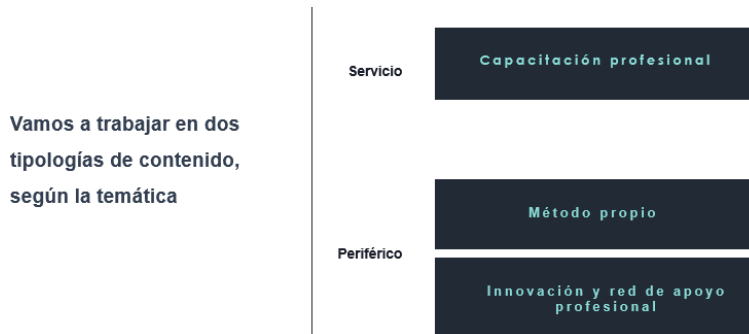 Vamos a trabajar en dos
tipologías de contenido,
según la temática
Servicio
Capacitación profesional
Periférico
Método propio
Innovación y red de apoyo
profesional